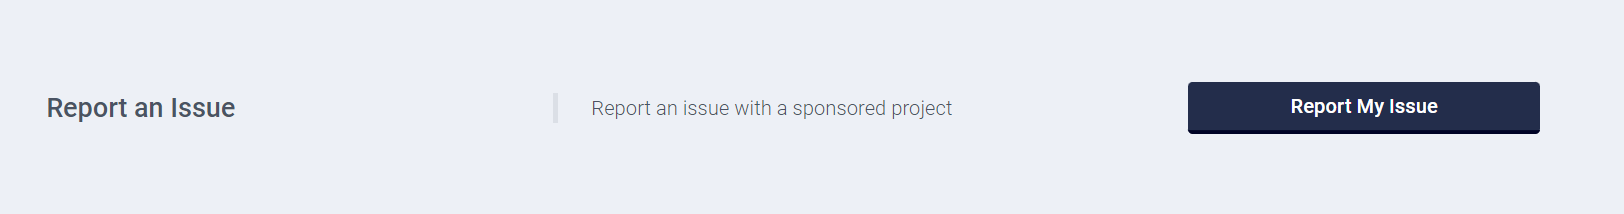 Report an Issue
Report an issue with a sponsored project
Report My Issue